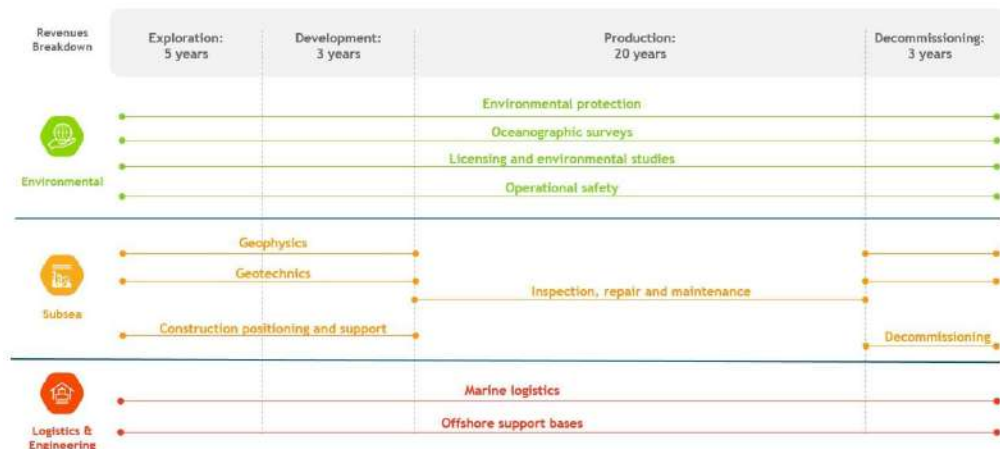 Revenues
Breakdown
Exploration:
5 years
Development:
3 years
Production:
20 years
Decommissioning:
3 years
Environmental
Environmental protection
Oceanographic surveys
Licensing and environmental studies
Operational safety
Subsea
Geophysics
Geotechnics
Inspection, repair and maintenance
Construction positioning and support
Decommissioning
Logistics &
Engineering
Marine logistics
Offshore support bases